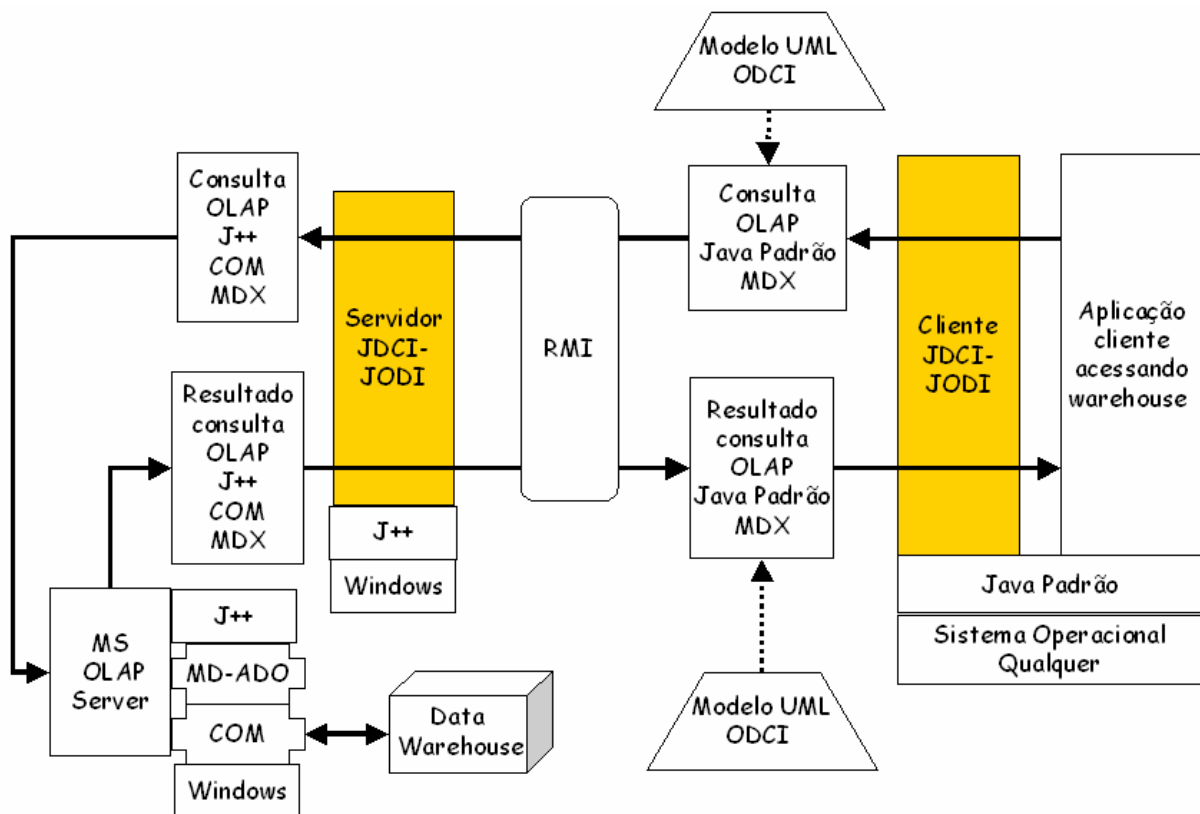 Modelo UML
ODCI
Consulta
OLAP
J++
COM
MDX
Servidor
JDCI-
JODI
RMI
Consulta
OLAP
Java Padrão
MDX
Cliente
JDCI-
JODI
Aplicação
cliente
acessando
warehouse
Resultado
consulta
OLAP
J++
COM
MDX
Resultado
consulta
OLAP
Java Padrão
MDX
J++
Windows
Java Padrão
Sistema Operacional
Qualquer
MS
OLAP
Server
J++
MD-ADO
COM
Windows
Data
Warehouse
Modelo UML
ODCI